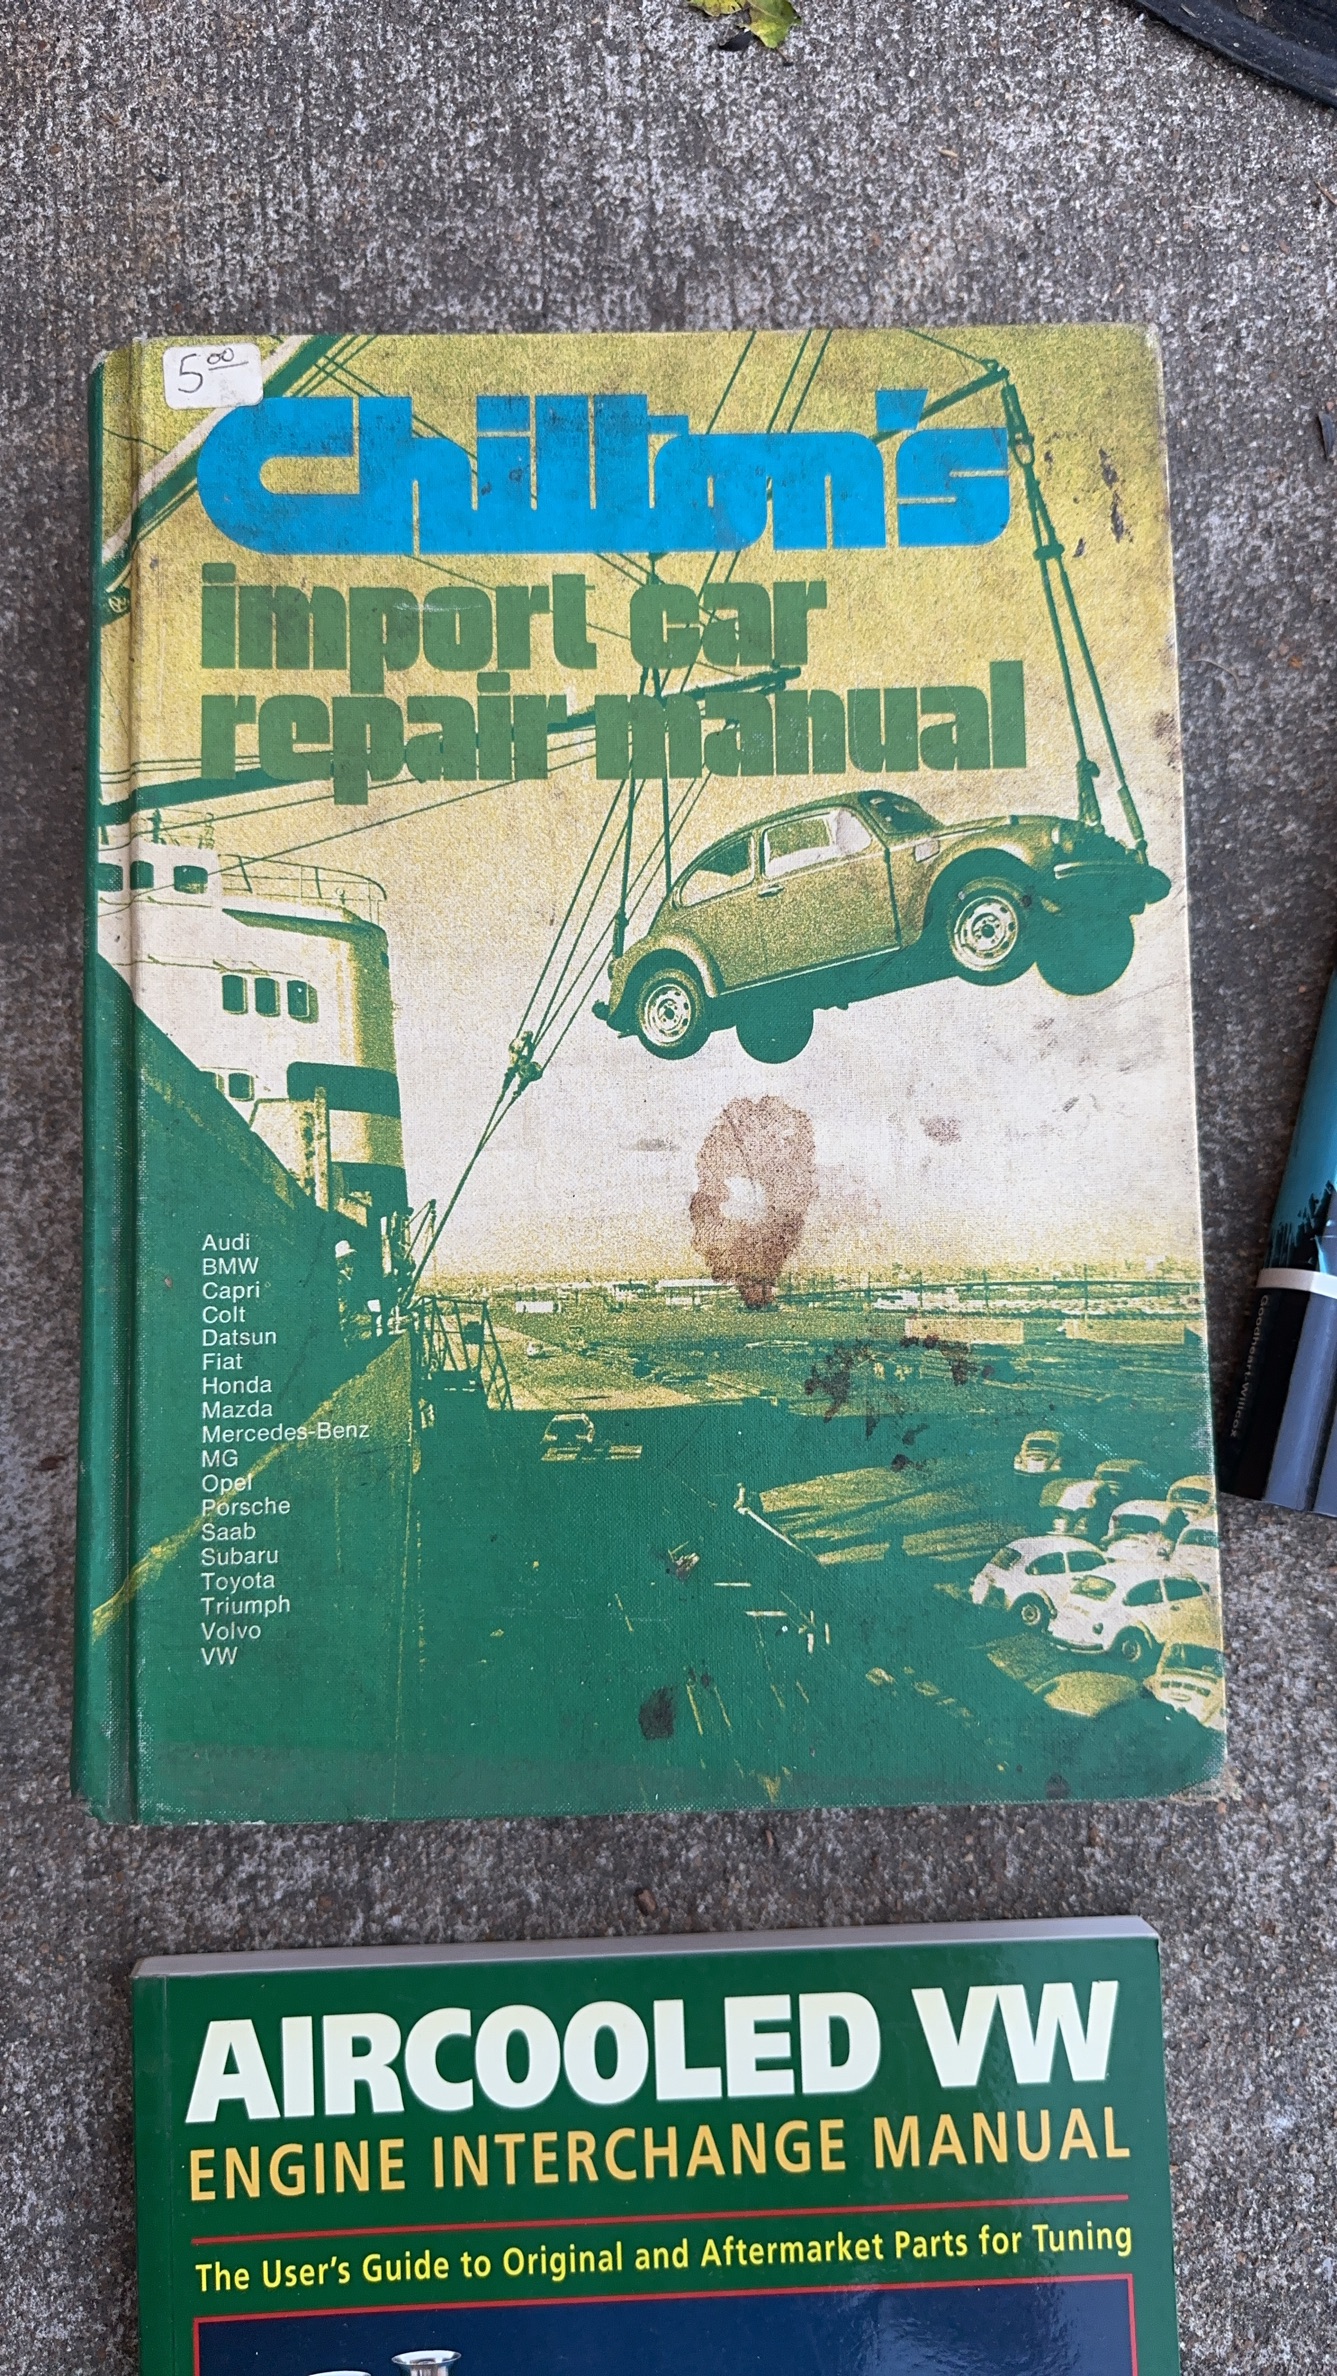 5⁰⁰
Chilton's
import car
repair manual
Audi
BMW
Capri
Colt
Datsun
Fiat
Honda
Mazda
Mercedes-Benz
MG
Opel
Porsche
Saab
Subaru
Toyota
Triumph
Volvo
VW
Goodheart-Willcox
AIRCOOLED VW
ENGINE INTERCHANGE MANUAL
The User's Guide to Original and Aftermarket Parts for Tuning